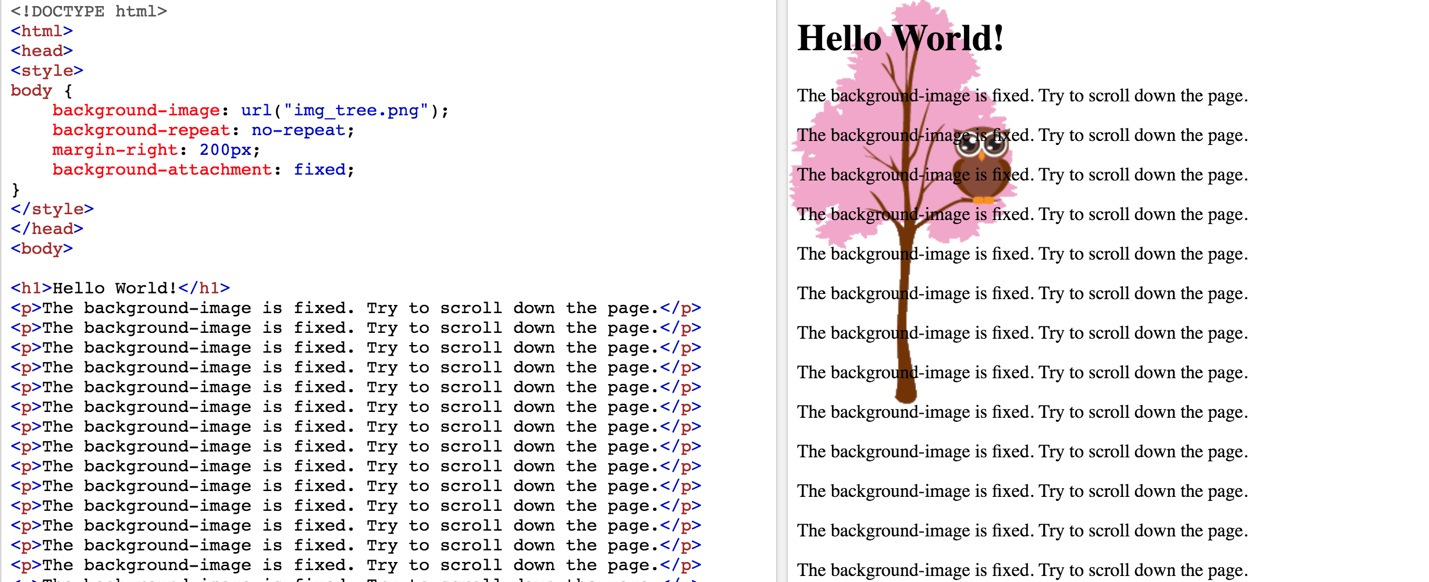 <!DOCTYPE html>
<html>
<head>
<style>
body {
    background-image: url("img_tree.png");
    background-repeat: no-repeat;
    margin-right: 200px;
    background-attachment: fixed;
}
</style>
</head>
<body>
<h1>Hello World!</h1>
<p>The background-image is fixed. Try to scroll down the page.</p>
<p>The background-image is fixed. Try to scroll down the page.</p>
<p>The background-image is fixed. Try to scroll down the page.</p>
<p>The background-image is fixed. Try to scroll down the page.</p>
<p>The background-image is fixed. Try to scroll down the page.</p>
<p>The background-image is fixed. Try to scroll down the page.</p>
<p>The background-image is fixed. Try to scroll down the page.</p>
<p>The background-image is fixed. Try to scroll down the page.</p>
<p>The background-image is fixed. Try to scroll down the page.</p>
<p>The background-image is fixed. Try to scroll down the page.</p>
<p>The background-image is fixed. Try to scroll down the page.</p>
<p>The background-image is fixed. Try to scroll down the page.</p>
<p>The background-image is fixed. Try to scroll down the page.</p>
<p>The background-image is fixed. Try to scroll down the page.</p>
Hello World!
The background-image is fixed. Try to scroll down the page.
The background-image is fixed. Try to scroll down the page.
The background-image is fixed. Try to scroll down the page.
The background-image is fixed. Try to scroll down the page.
The background-image is fixed. Try to scroll down the page.
The background-image is fixed. Try to scroll down the page.
The background-image is fixed. Try to scroll down the page.
The background-image is fixed. Try to scroll down the page.
The background-image is fixed. Try to scroll down the page.
The background-image is fixed. Try to scroll down the page.
The background-image is fixed. Try to scroll down the page.
The background-image is fixed. Try to scroll down the page.
The background-image is fixed. Try to scroll down the page.